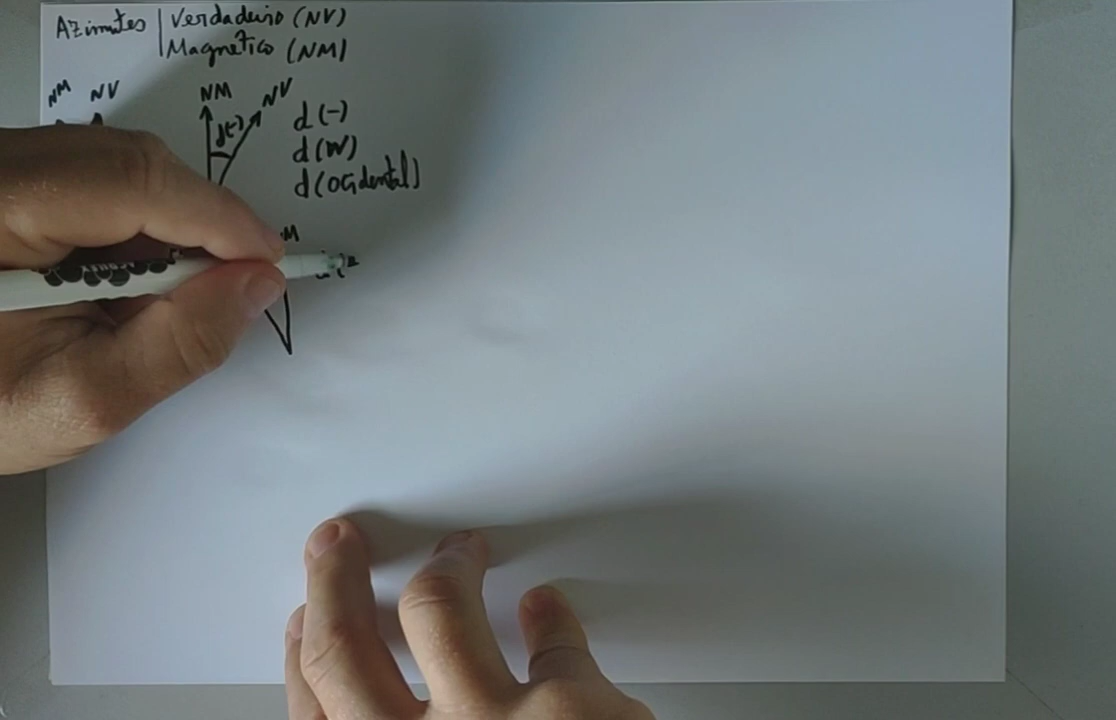 Azimutes | Verdadeiro (NV)
Magnético (NM)
NM NV
NM NV
d(-)
d(-)
d(W)
d(ocidental)